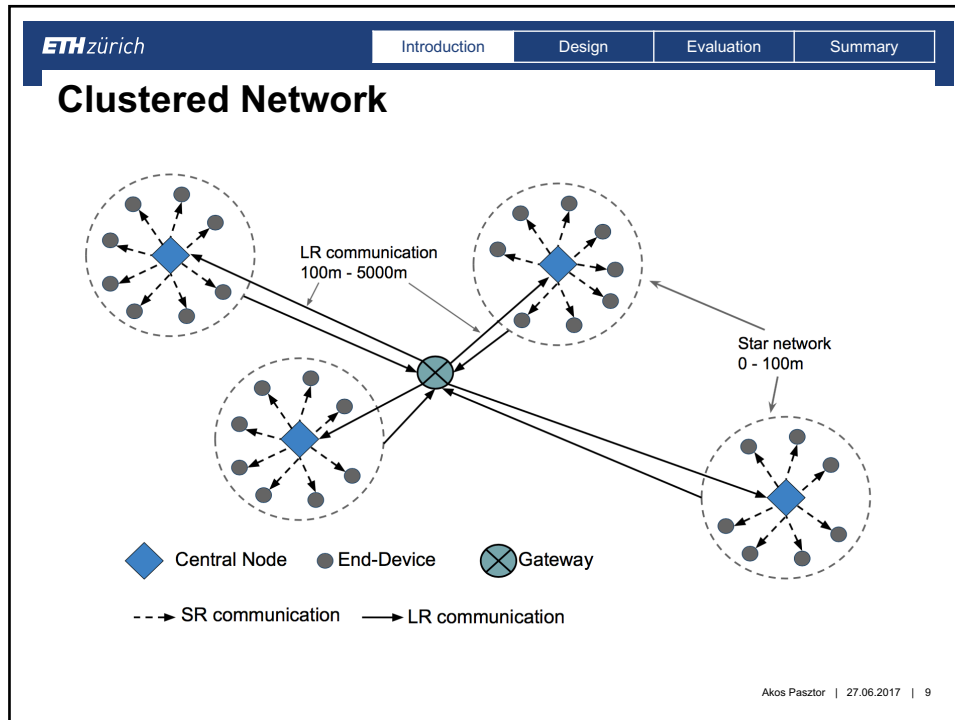 ETH zürich
Introduction
Design
Evaluation
Summary
Clustered Network
LR communication
100m - 5000m
Star network
0 - 100m
Central Node
End-Device
Gateway
SR communication
LR communication
Akos Pasztor | 27.06.2017 | 9